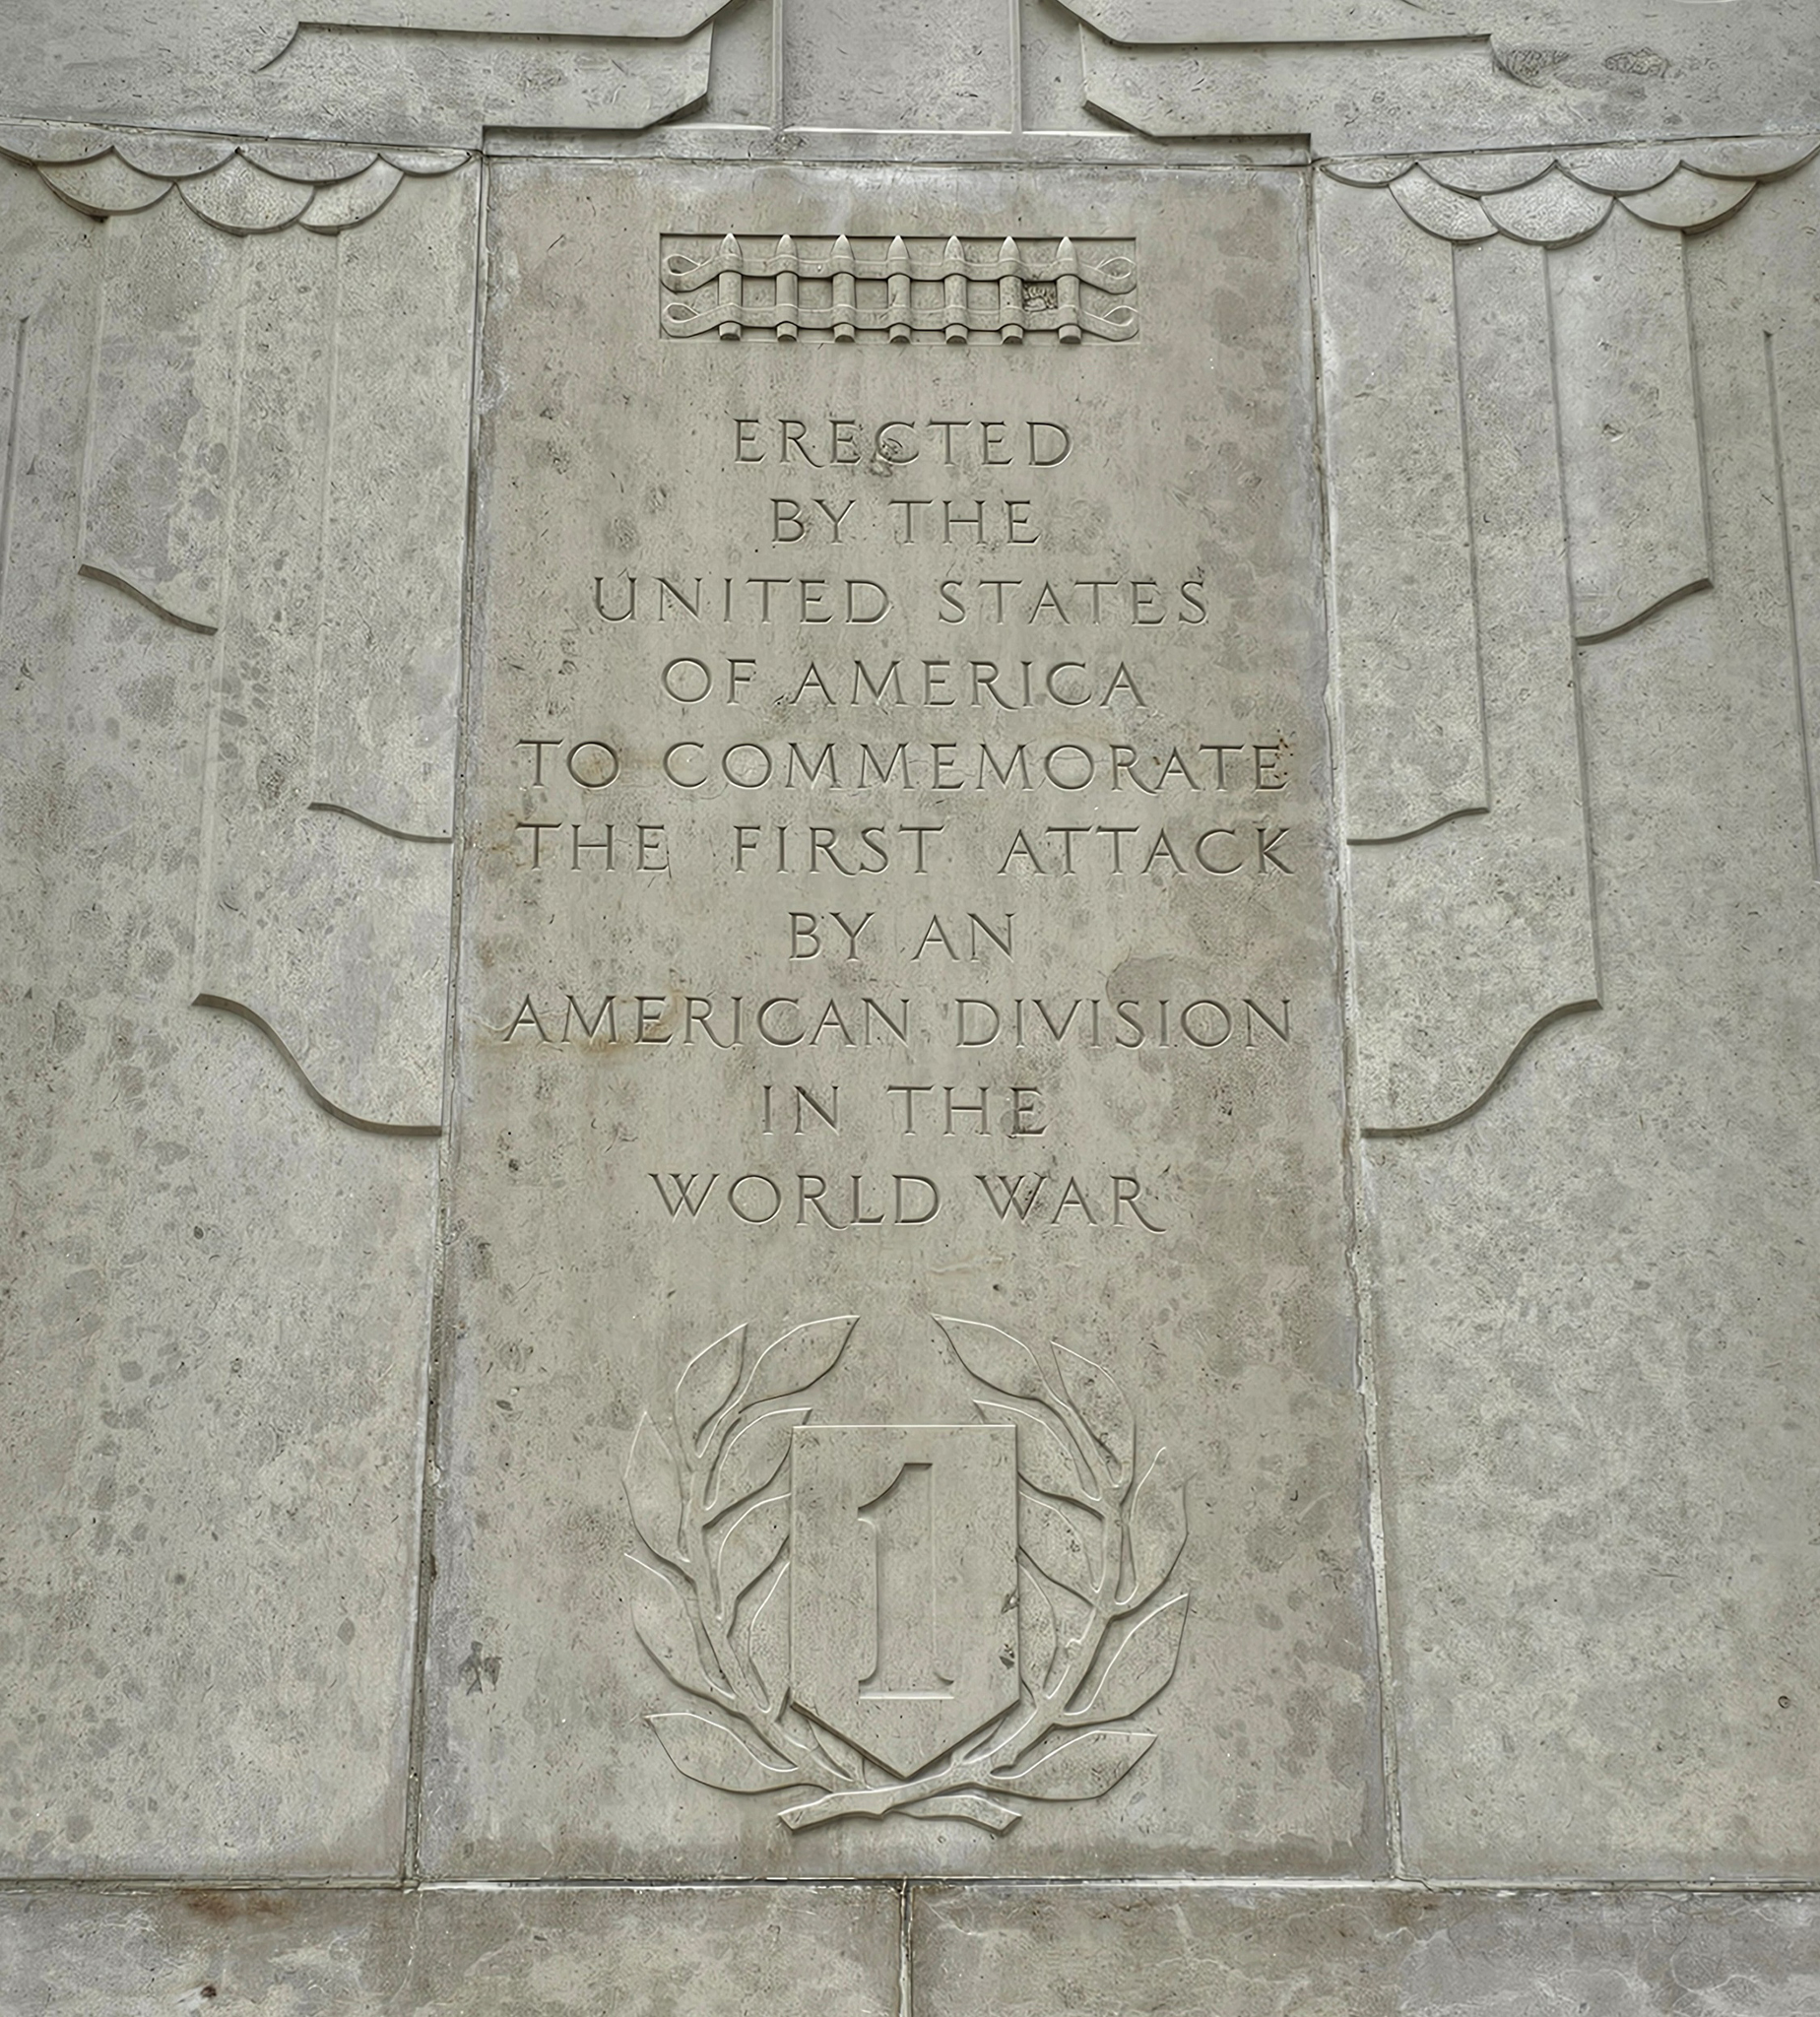 ERECTED
BY THE
UNITED STATES
OF AMERICA
TO COMMEMORATE
THE FIRST ATTACK
BY AN
AMERICAN DIVISION
IN THE
WORLD WAR
1